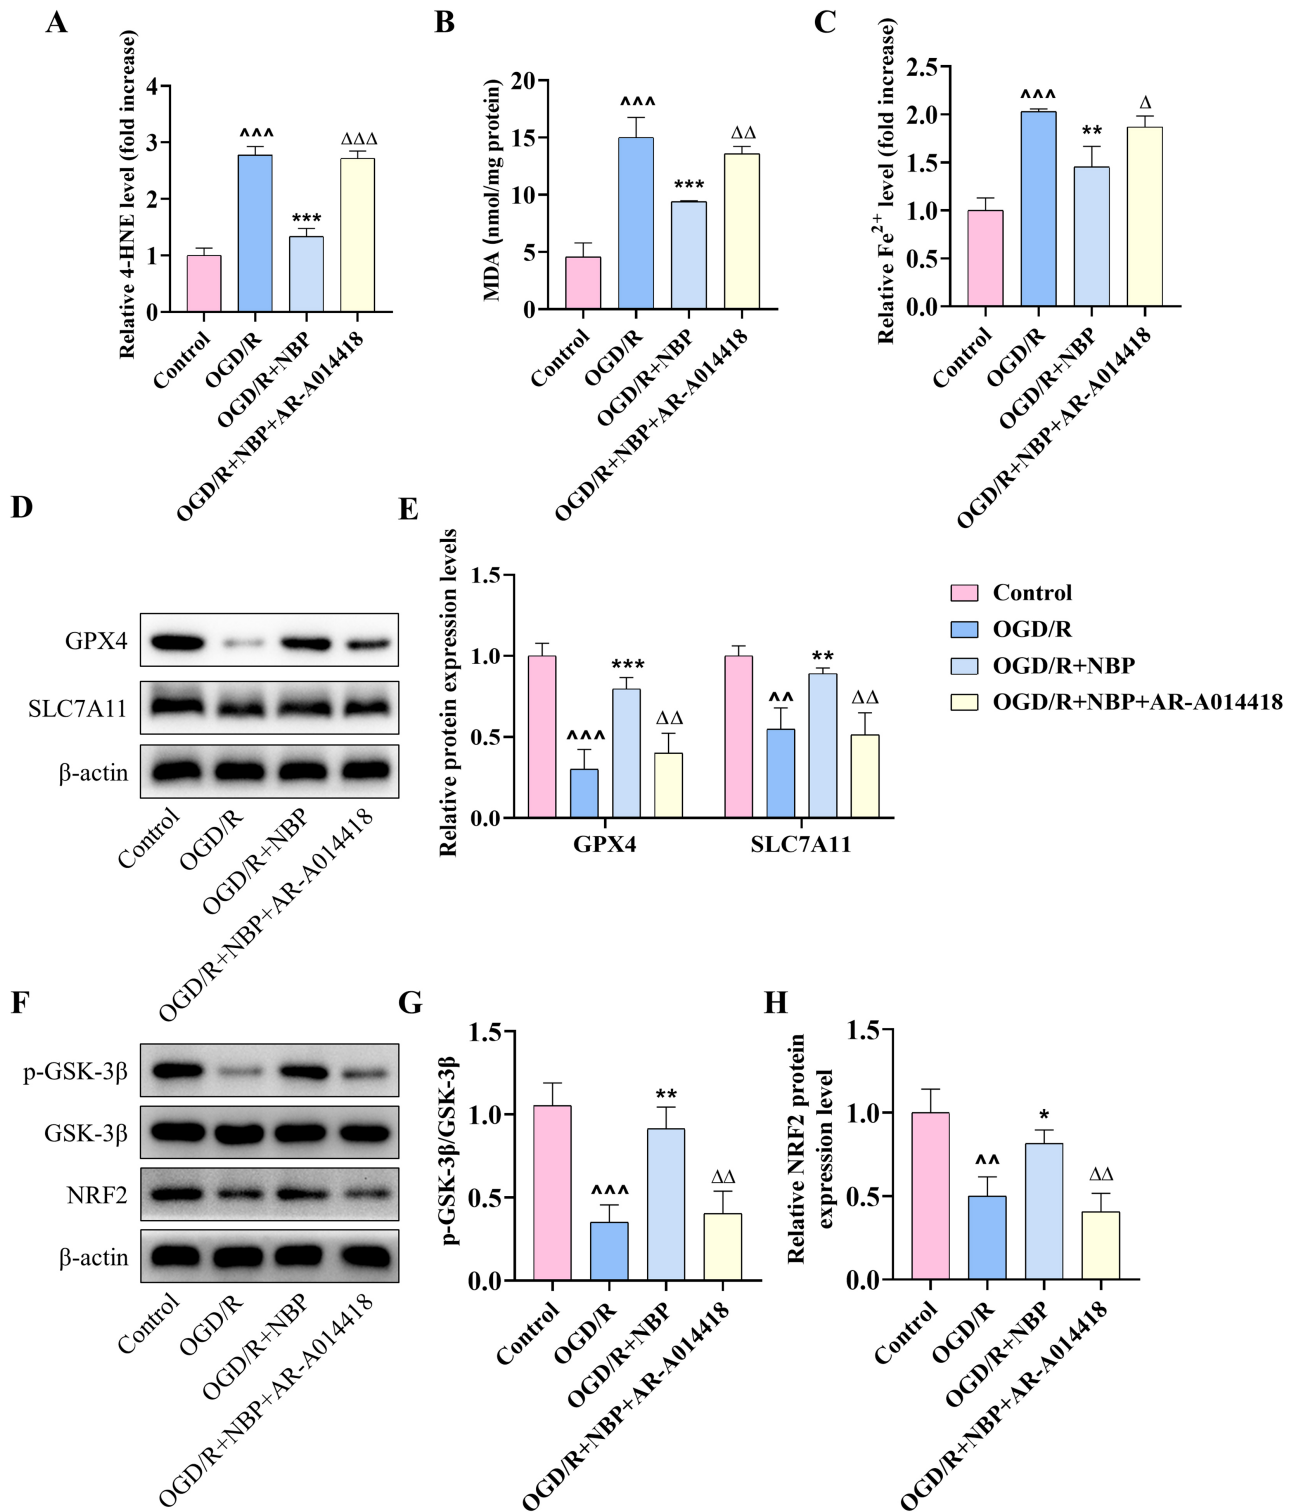 A
Relative 4-HNE level (fold increase)
4
3
2
1
0
^^^
***
ΔΔΔ
Control
OGD/R
OGD/R+NBP
OGD/R+NBP+AR-A014418
B
MDA (nmol/mg protein)
20
15
10
5
0
^^^
***
ΔΔ
Control
OGD/R
OGD/R+NBP
OGD/R+NBP+AR-A014418
C
Relative Fe²⁺ level (fold increase)
2.5
2.0
1.5
1.0
0.5
0.0
^^^
**
Δ
Control
OGD/R
OGD/R+NBP
OGD/R+NBP+AR-A014418
D
GPX4
SLC7A11
β-actin
Control
OGD/R
OGD/R+NBP
OGD/R+NBP+AR-A014418
E
Relative protein expression levels
1.5
1.0
0.5
0.0
^^^
***
ΔΔ
^^
**
ΔΔ
GPX4
SLC7A11
Control
OGD/R
OGD/R+NBP
OGD/R+NBP+AR-A014418
F
p-GSK-3β
GSK-3β
NRF2
β-actin
Control
OGD/R
OGD/R+NBP
OGD/R+NBP+AR-A014418
G
p-GSK-3β/GSK-3β
1.5
1.0
0.5
0.0
^^^
**
ΔΔ
Control
OGD/R
OGD/R+NBP
OGD/R+NBP+AR-A014418
H
Relative NRF2 protein
expression level
1.5
1.0
0.5
0.0
^^
*
ΔΔ
Control
OGD/R
OGD/R+NBP
OGD/R+NBP+AR-A014418